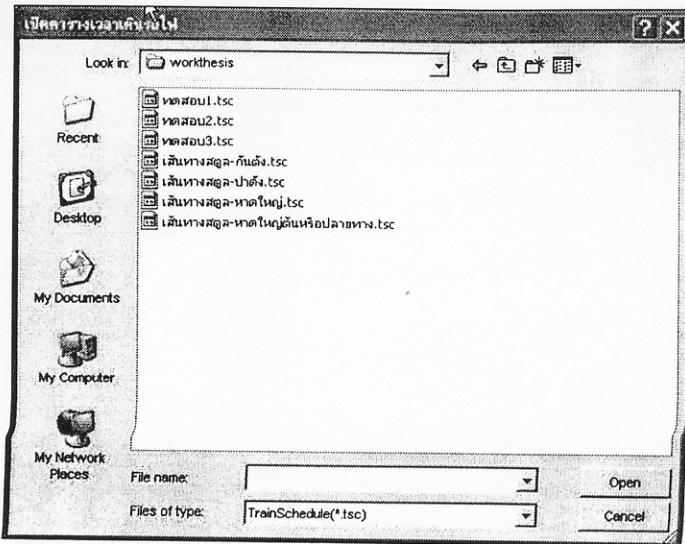 เปิดตารางเวลาเดินรถไฟ
Look in: workthesis
ทดสอบ1.tsc
ทดสอบ2.tsc
ทดสอบ3.tsc
เส้นทางสตูล-กันตัง.tsc
เส้นทางสตูล-ปาดัง.tsc
เส้นทางสตูล-หาดใหญ่.tsc
เส้นทางสตูล-หาดใหญ่ต้นหรือปลายทาง.tsc
Recent
Desktop
My Documents
My Computer
My Network
Places
File name:
Open
Files of type: TrainSchedule(*.tsc)
Cancel